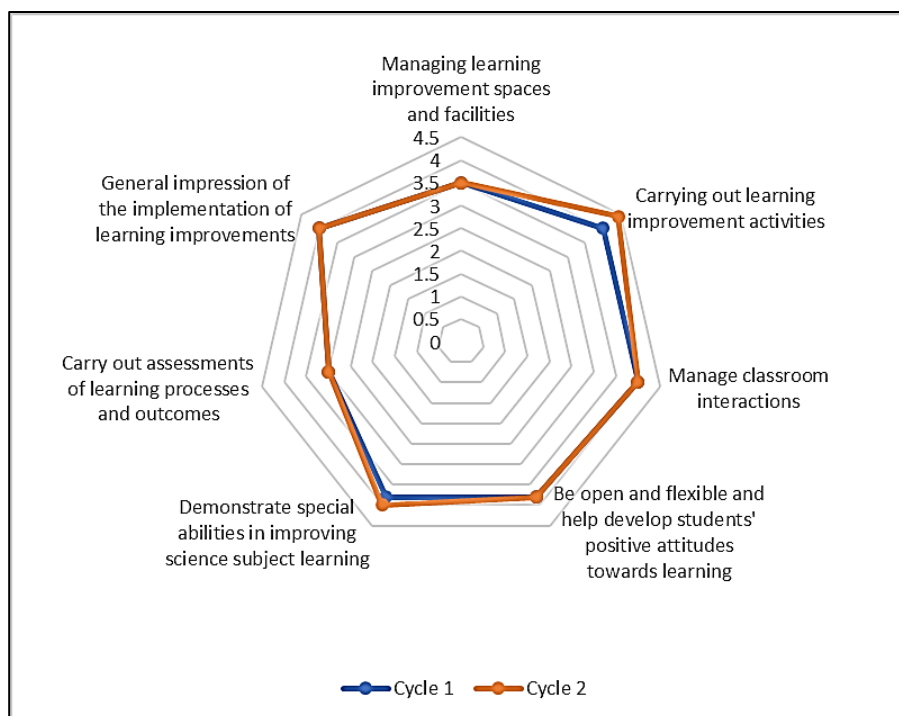 Managing learning
improvement spaces
and facilities
4.5
4
3.5
3
2.5
2
1.5
1
0.5
0
Carrying out learning
improvement activities
Manage classroom
interactions
Be open and flexible and
help develop students'
positive attitudes
towards learning
Demonstrate special
abilities in improving
science subject learning
Carry out assessments
of learning processes
and outcomes
General impression of
the implementation of
learning improvements
Cycle 1
Cycle 2